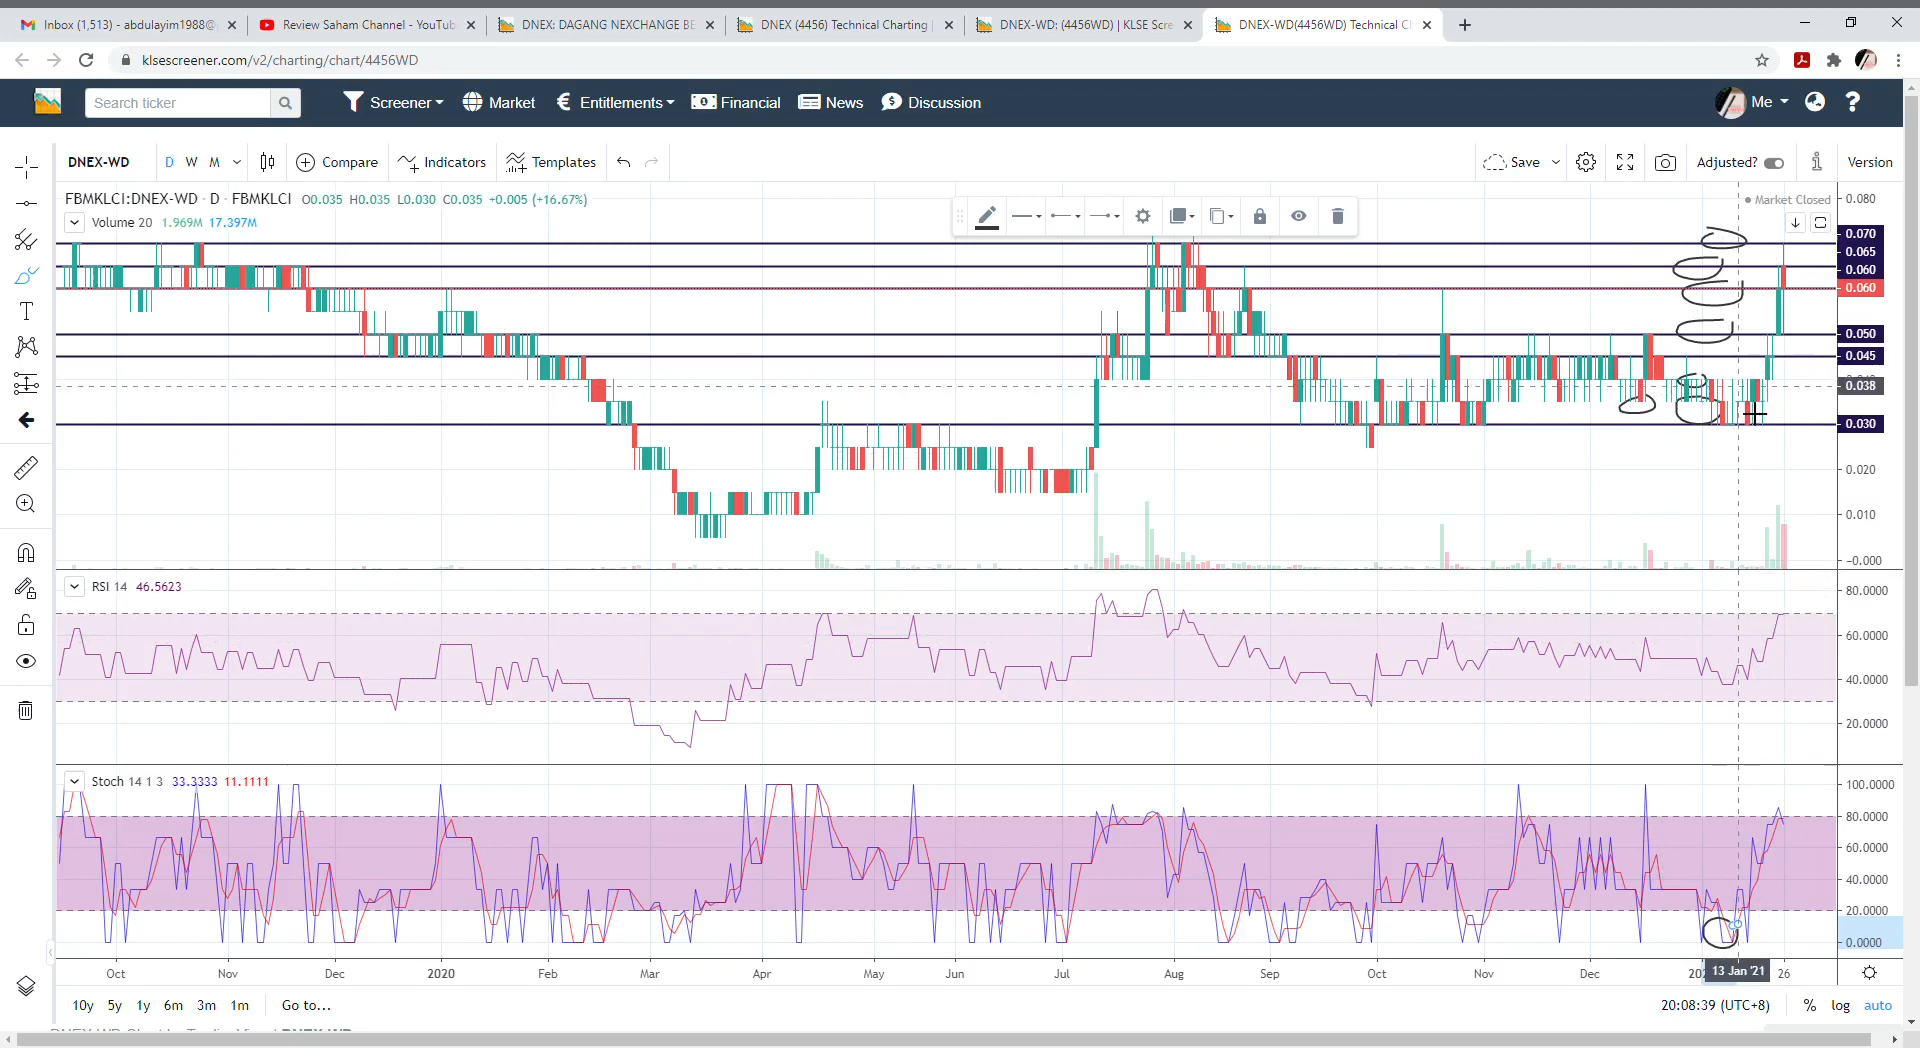 Inbox (1,513) - abdulayim1988@
Review Saham Channel - YouTub
DNEX: DAGANG NEXCHANGE BE
DNEX (4456) Technical Charting |
DNEX-WD: (4456WD) | KLSE Scre
DNEX-WD(4456WD) Technical C
klsescreener.com/v2/charting/chart/4456WD
Search ticker
Screener
Market
Entitlements
Financial
News
Discussion
Me
DNEX-WD
D
W
M
Compare
Indicators
Templates
Save
Adjusted?
Version
FBMKLCI:DNEX-WD · D · FBMKLCI O0.035 H0.035 L0.030 C0.035 +0.005 (+16.67%)
Market Closed
Volume 20 1.969M 17.397M
0.080
0.070
0.065
0.060
0.060
0.050
0.045
0.038
0.030
0.020
0.010
−0.000
RSI 14 46.5623
80.0000
60.0000
40.0000
20.0000
Stoch 14 1 3 33.3333 11.1111
100.0000
80.0000
60.0000
40.0000
20.0000
0.0000
Oct
Nov
Dec
2020
Feb
Mar
Apr
May
Jun
Jul
Aug
Sep
Oct
Nov
Dec
13 Jan '21
26
10y 5y 1y 6m 3m 1m Go to...
20:08:39 (UTC+8)
%
log
auto